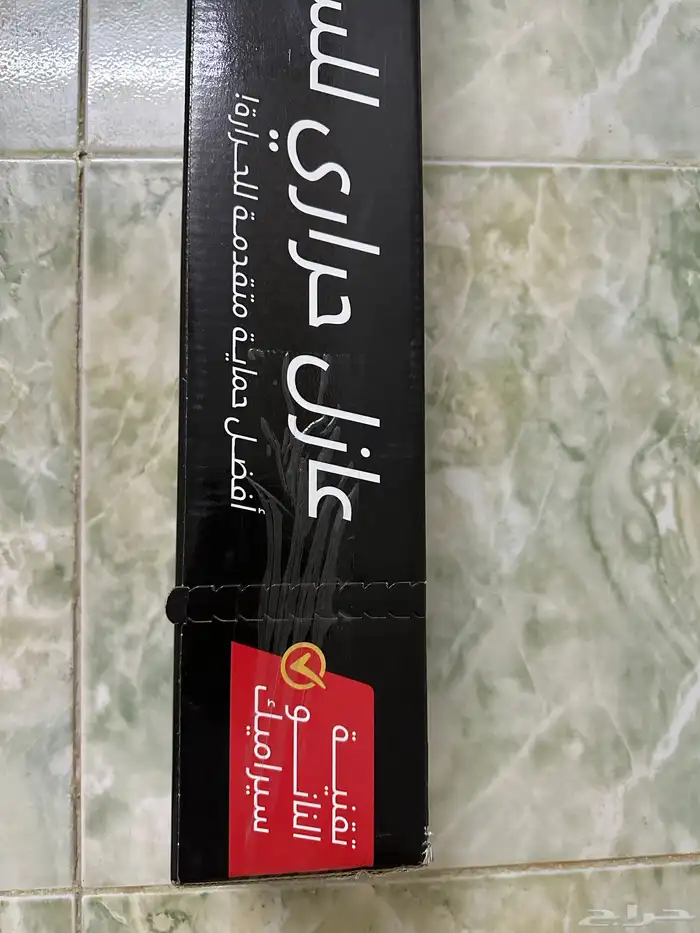 عازل حراري
أفضل حماية متقدمة للحرارة!
تقنية
النانو
سيراميك
حراج